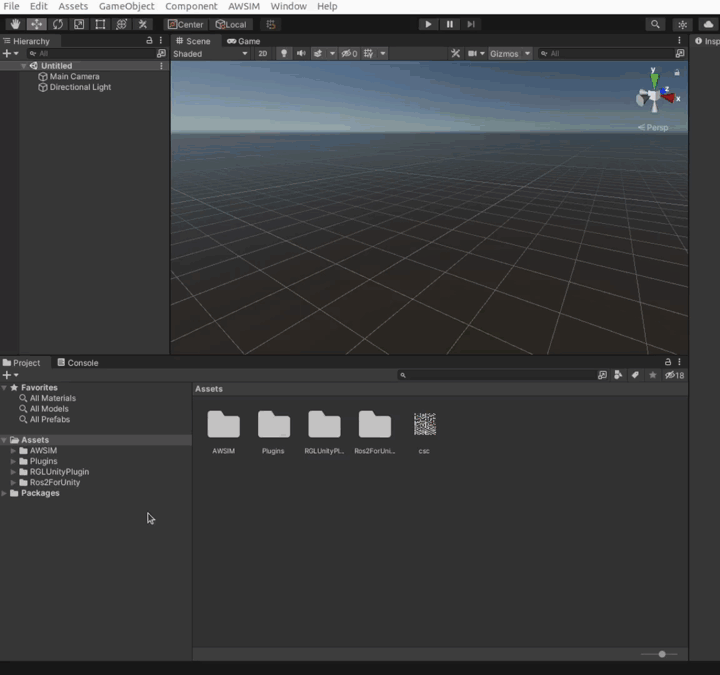 File Edit Assets GameObject Component AWSIM Window Help
Center Local
Hierarchy Scene Game Insp
All Shaded 2D 0 Gizmos All
Untitled
Main Camera
Directional Light
y
z
x
Persp
Project Console
18
Favorites Assets
All Materials
All Models
All Prefabs
Assets
AWSIM
Plugins
RGLUnityPlugin
Ros2ForUnity
Packages
AWSIM Plugins RGLUnityPl... Ros2ForUni... csc